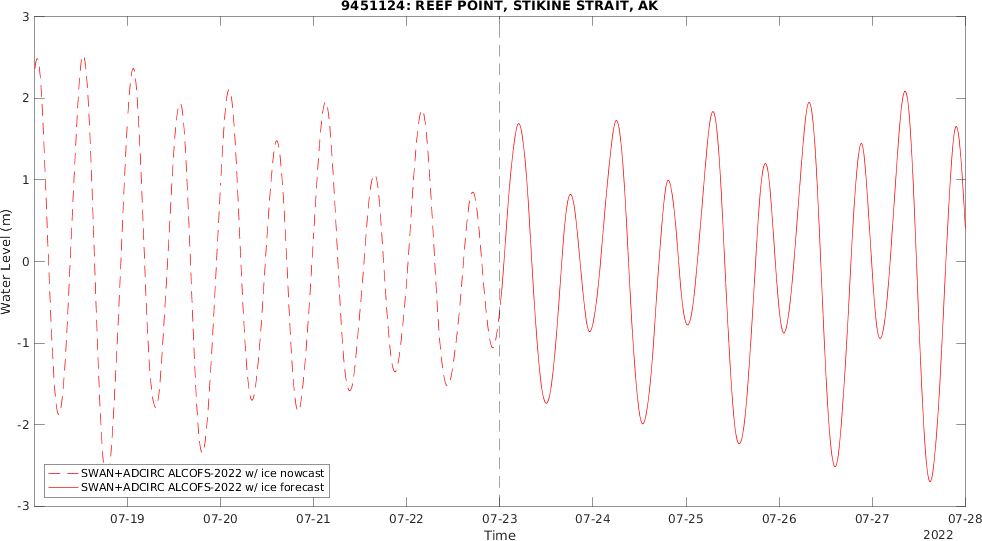 9451124: REEF POINT, STIKINE STRAIT, AK
3
2
1
0
-1
-2
-3
Water Level (m)
SWAN+ADCIRC ALCOFS-2022 w/ ice nowcast
SWAN+ADCIRC ALCOFS-2022 w/ ice forecast
07-19 07-20 07-21 07-22 07-23 07-24 07-25 07-26 07-27 07-28
Time
2022